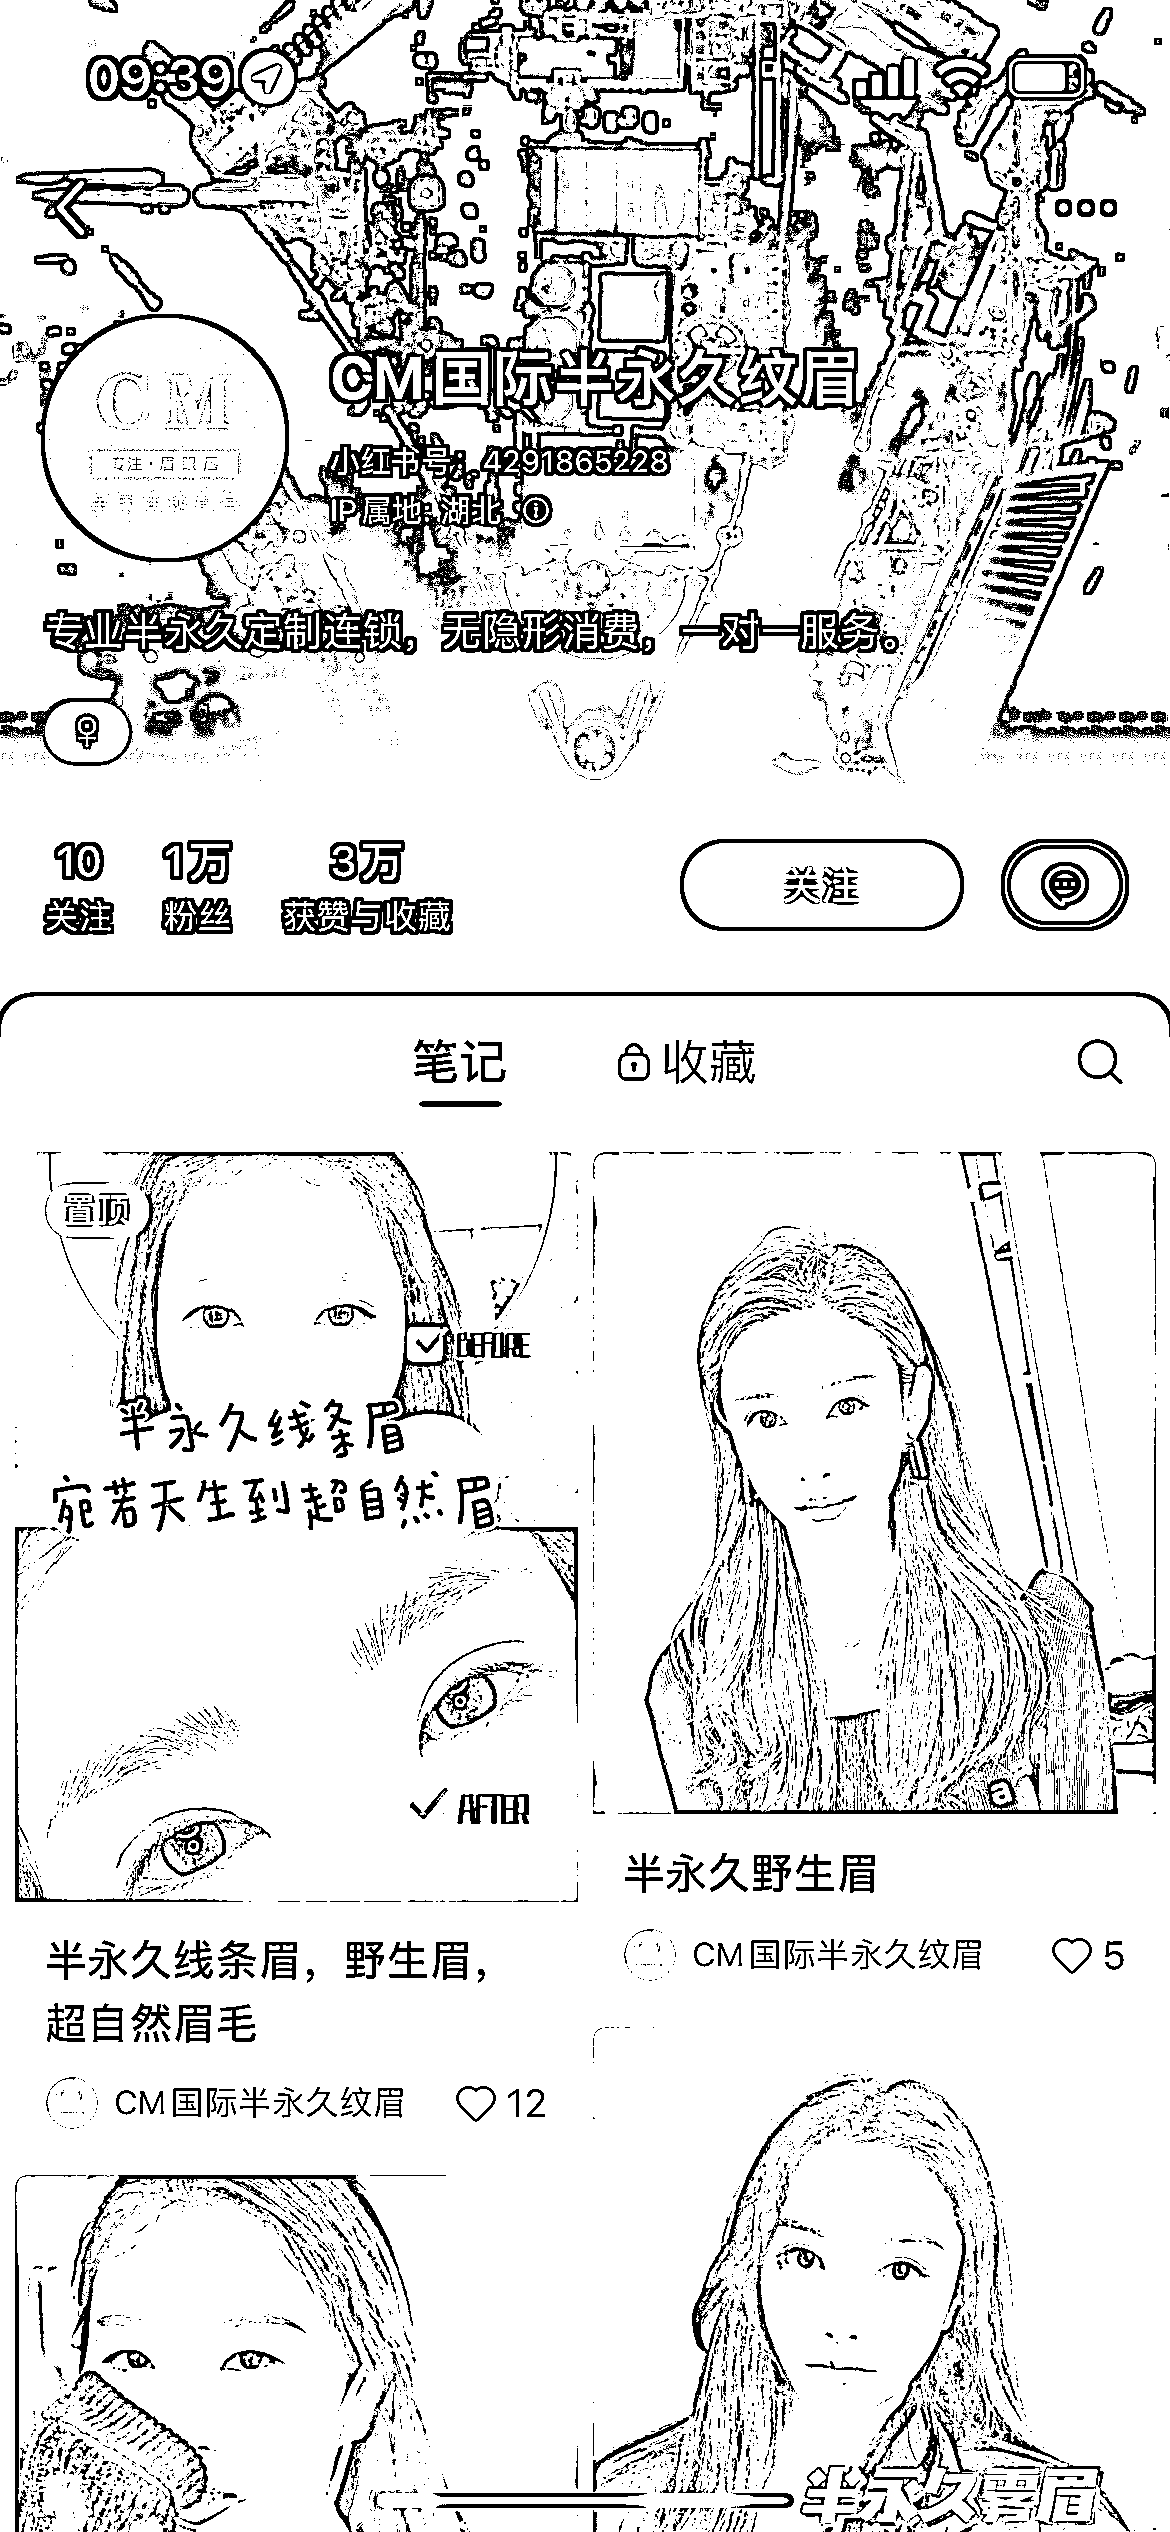 09:39
CM
专注·眉眼唇
CM国际半永久纹眉
小红书号：4291865228
IP属地：湖北
专业半永久定制连锁，无隐形消费，一对一服务。
10 1万 3万
关注 粉丝 获赞与收藏
关注
笔记 收藏
置顶
BEFORE
半永久线条眉
宛若天生到超自然眉
AFTER
半永久线条眉，野生眉，
超自然眉毛
CM国际半永久纹眉 12
a
半永久野生眉
CM国际半永久纹眉 5
半永久雾眉